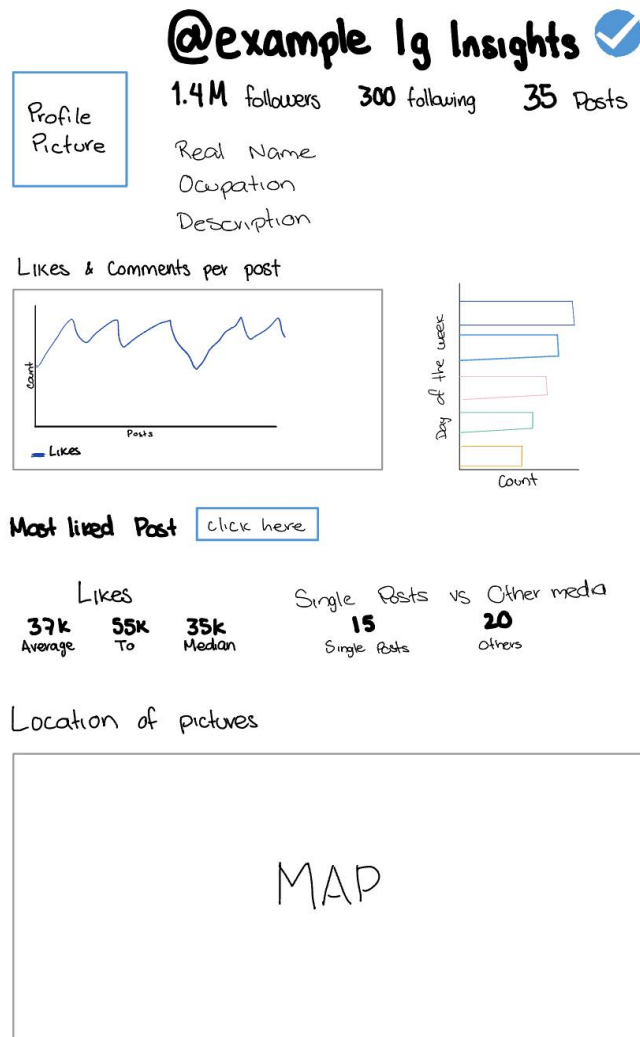 @example Ig Insights
Profile
Picture
1.4M followers 300 following 35 Posts
Real Name
Ocupation
Description
Likes & Comments per post
Count
Posts
Likes
Day of the week
Count
Most liked Post click here
Likes
37K 55K 35K
Average To Median
Single Posts vs Other media
15 20
Single Posts Others
Location of pictures
MAP